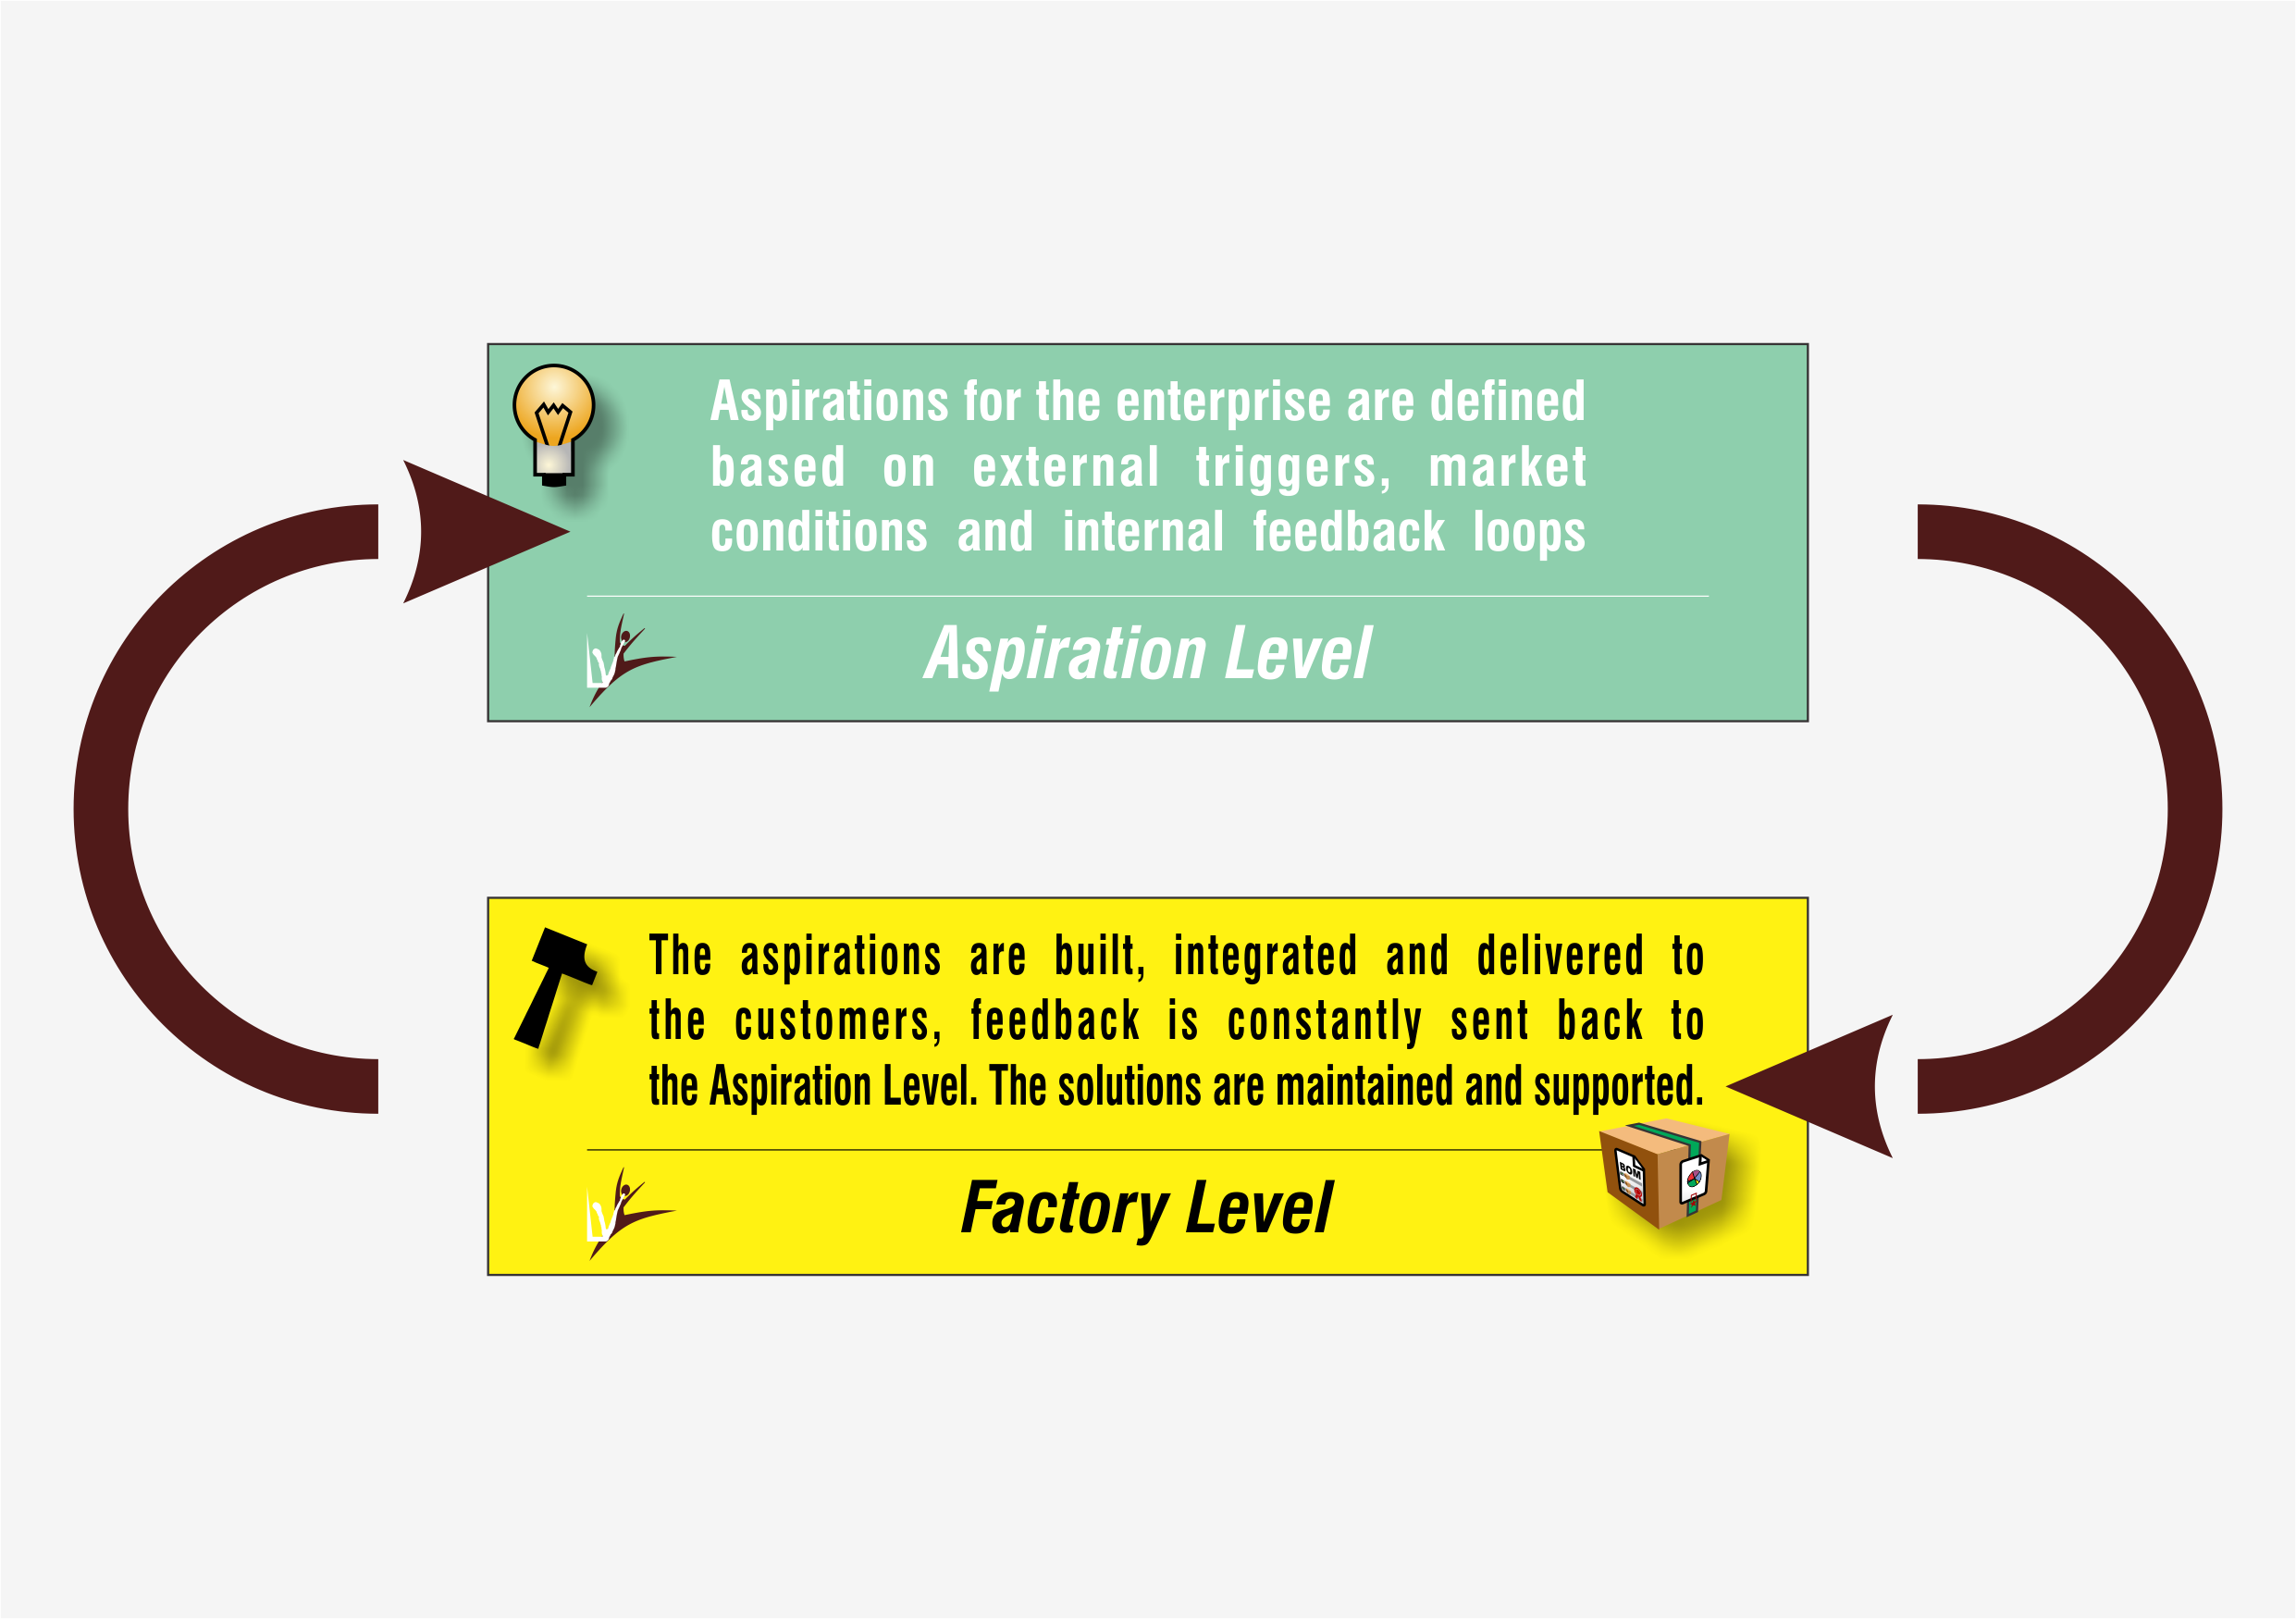 Aspirations for the enterprise are defined
based on external triggers, market
conditions and internal feedback loops
Aspiration Level
The aspirations are built, integrated and delivered to
the customers, feedback is constantly sent back to
the Aspiration Level. The solutions are maintained and supported.
BOM
Factory Level